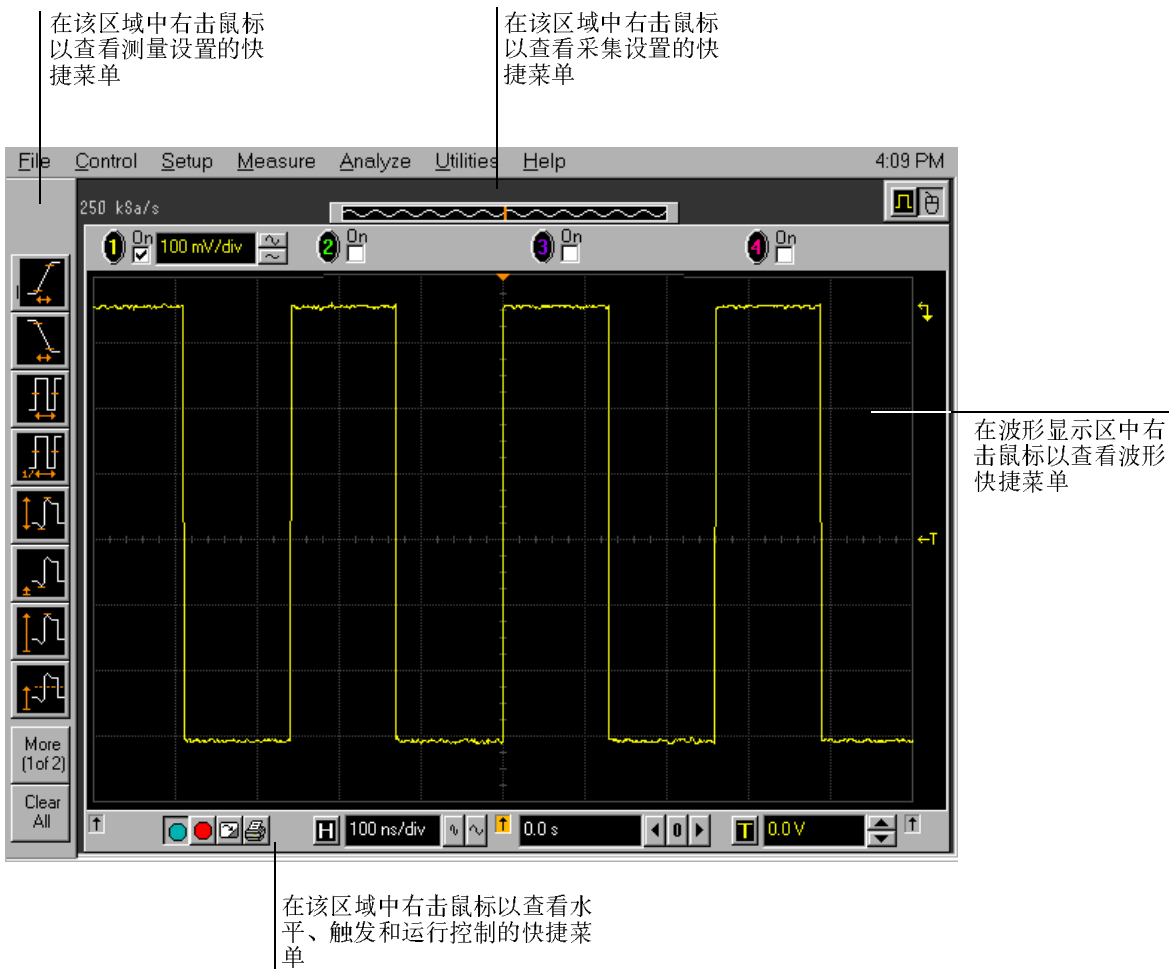 在该区域中右击鼠标
以查看测量设置的快
捷菜单
在该区域中右击鼠标
以查看采集设置的快
捷菜单
File Control Setup Measure Analyze Utilities Help 4:09 PM
250 kSa/s
1 On 100 mV/div 2 On 3 On 4 On
在波形显示区中右
击鼠标以查看波形
快捷菜单
T
1/
More
(1of 2)
Clear
All
H 100 ns/div 0.0 s 0 T 0.0 V
在该区域中右击鼠标以查看水
平、触发和运行控制的快捷菜
单